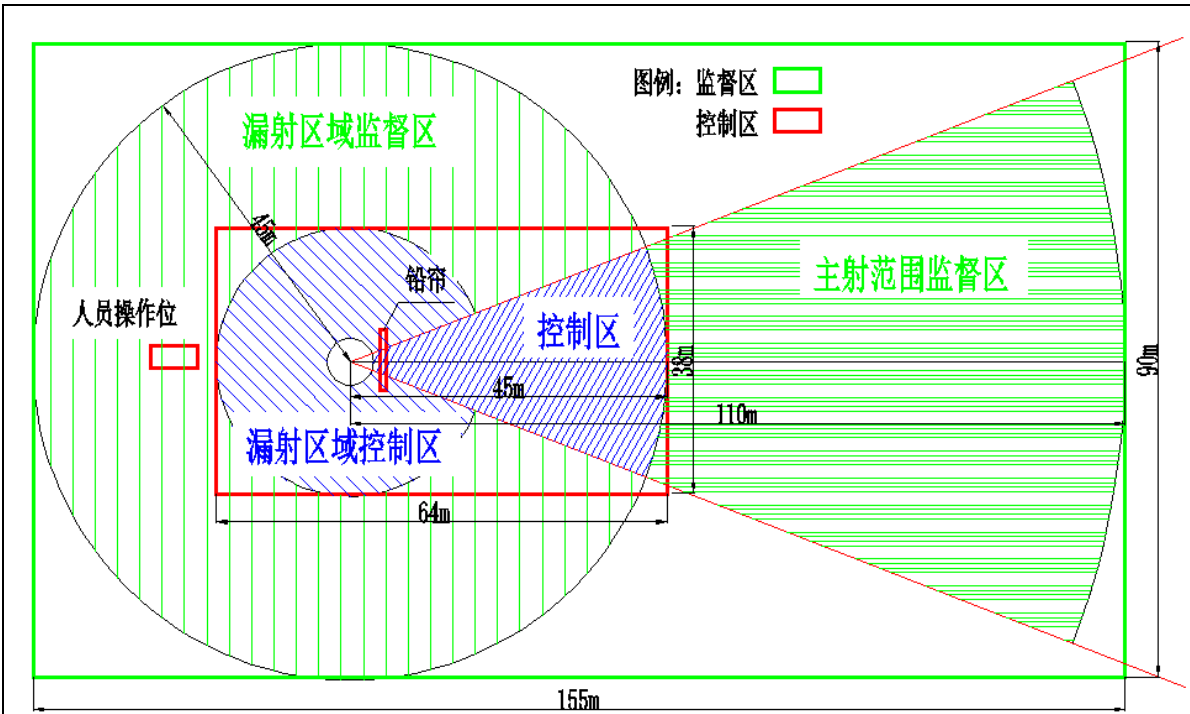 图例：监督区
控制区
漏射区域监督区
45m
铅帘
主射范围监督区
人员操作位
控制区
38m
90m
45m
110m
漏射区域控制区
64m
155m